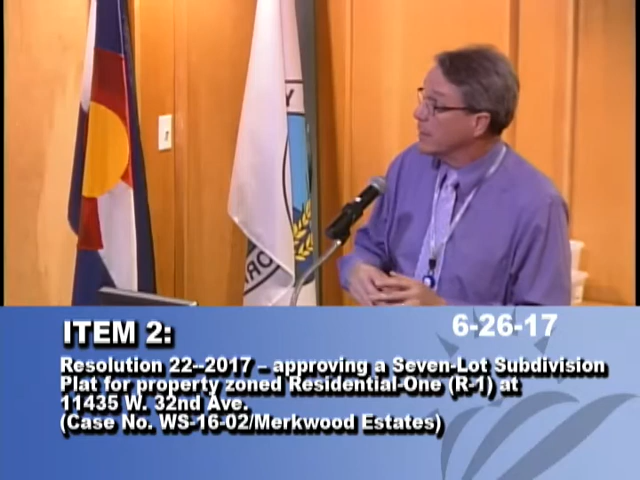 ITEM 2:
6-26-17
Resolution 22--2017 – approving a Seven-Lot Subdivision
Plat for property zoned Residential-One (R-1) at
11435 W. 32nd Ave.
(Case No. WS-16-02/Merkwood Estates)